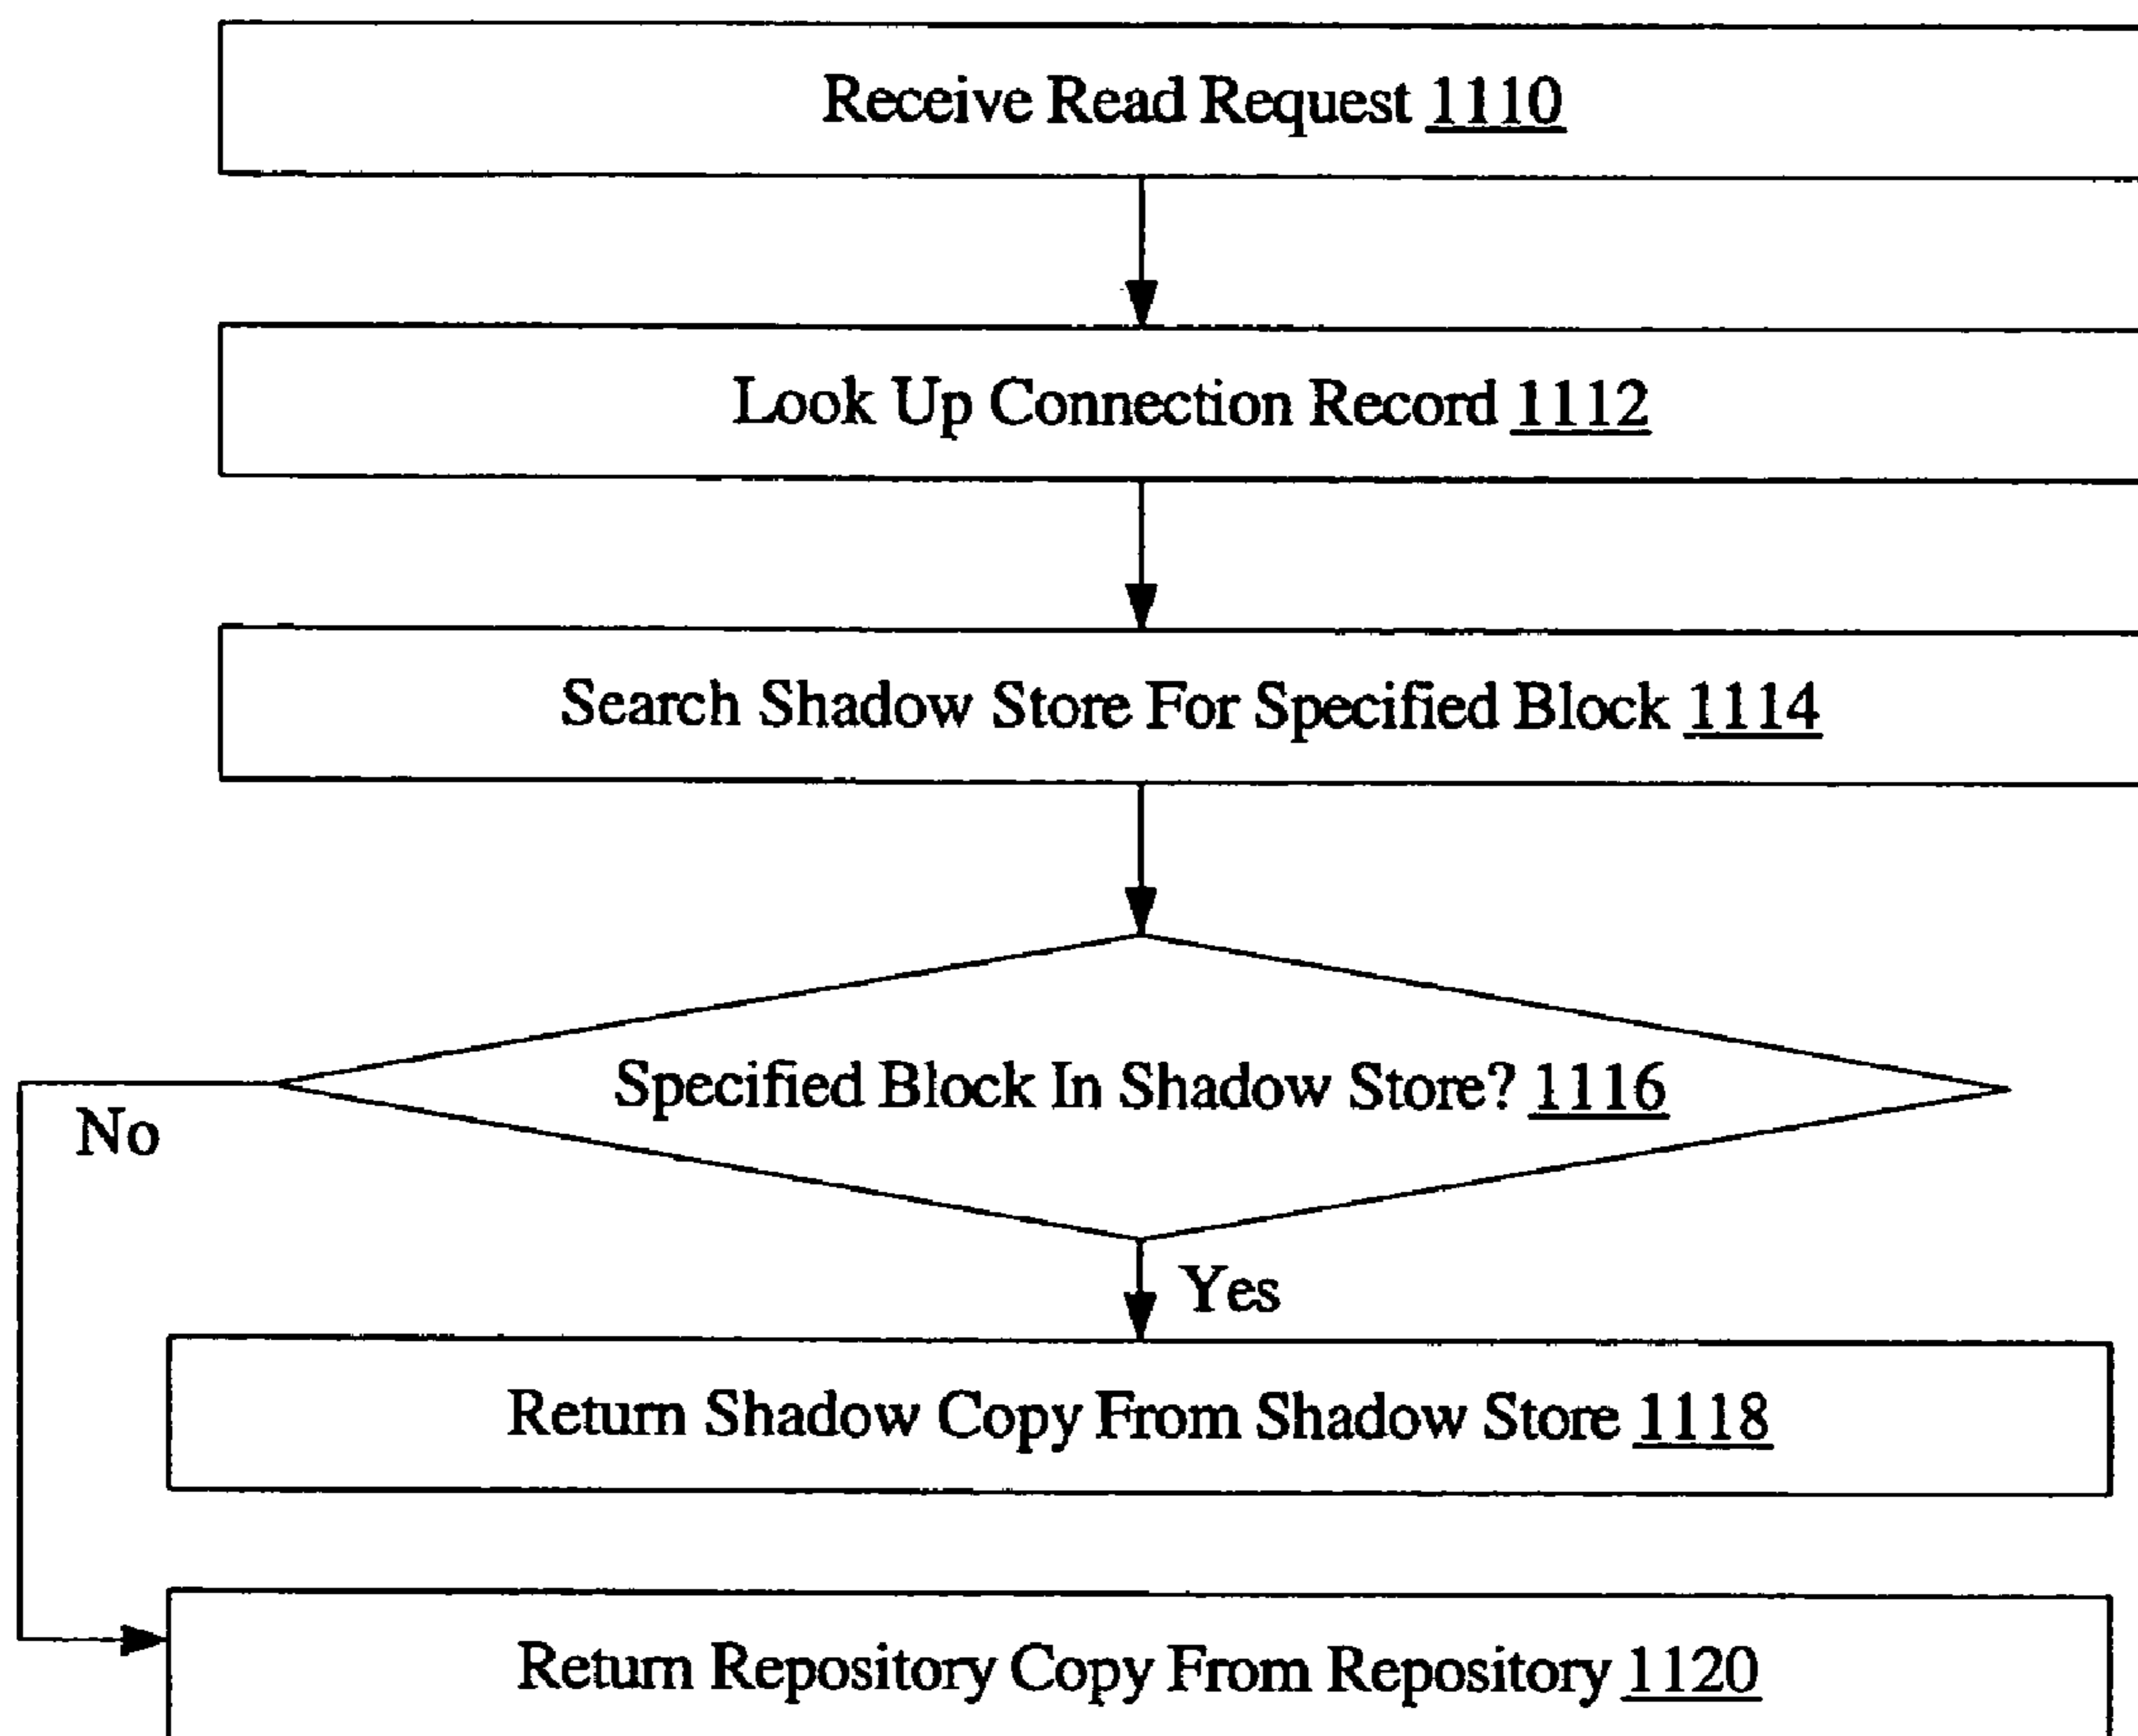 Receive Read Request 1110
Look Up Connection Record 1112
Search Shadow Store For Specified Block 1114
Specified Block In Shadow Store? 1116
No
Yes
Return Shadow Copy From Shadow Store 1118
Return Repository Copy From Repository 1120